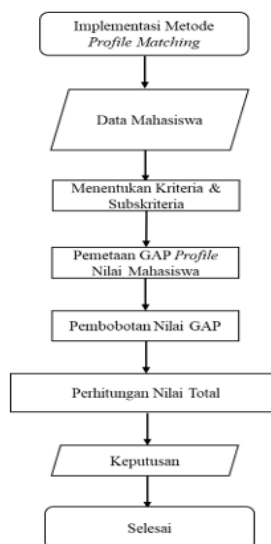 Implementasi Metode
Profile Matching
Data Mahasiswa
Menentukan Kriteria &
Subskriteria
Pemetaan GAP Profile
Nilai Mahasiswa
Pembobotan Nilai GAP
Perhitungan Nilai Total
Keputusan
Selesai